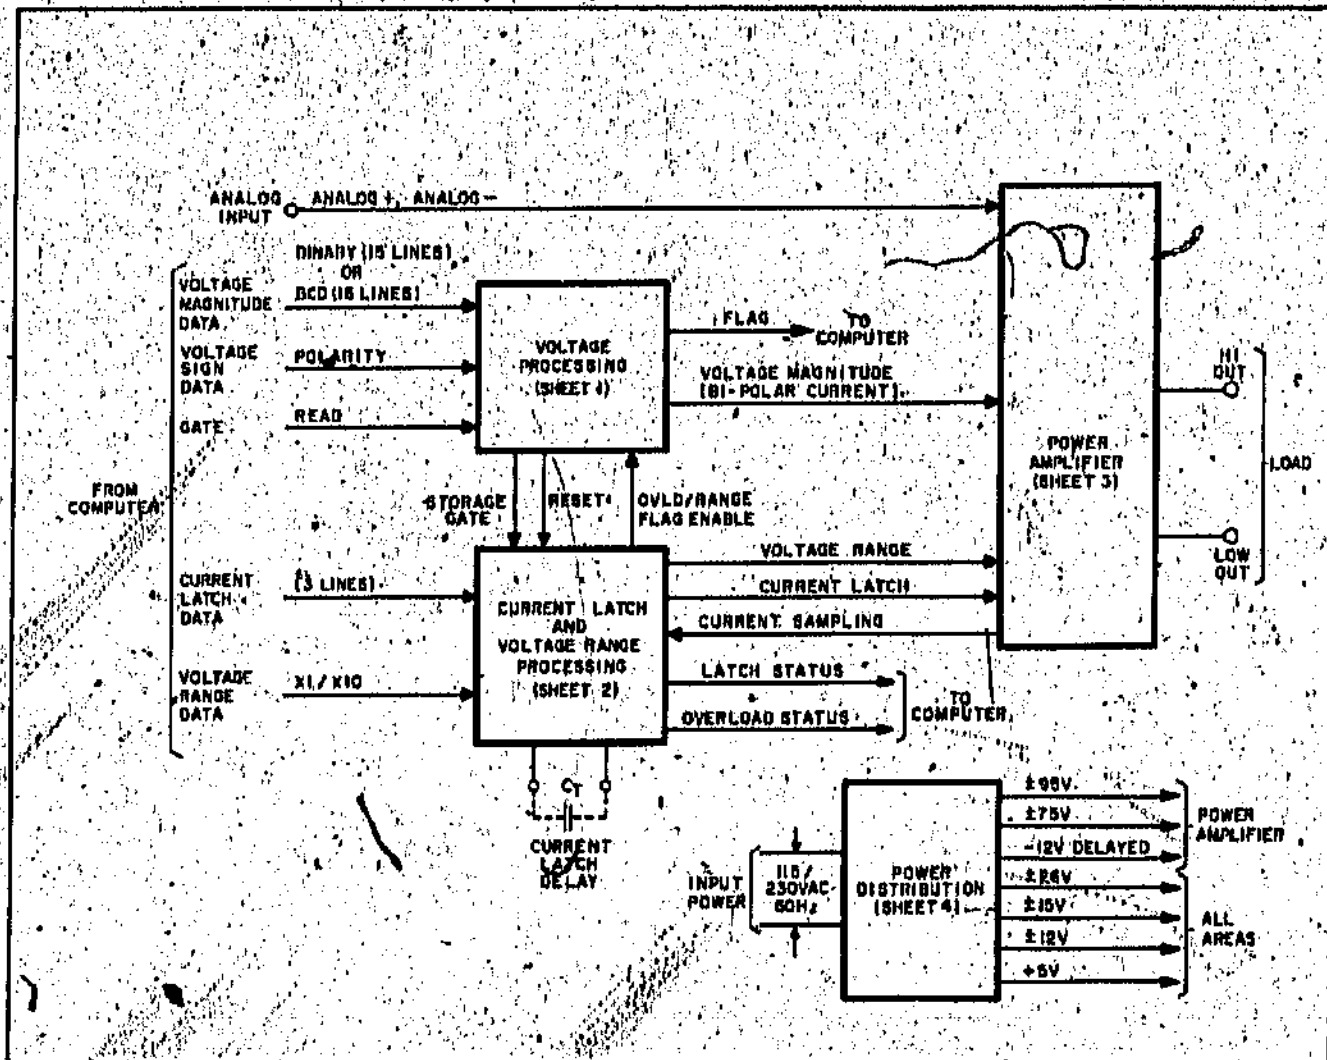 ANALOG
INPUT
ANALOG +, ANALOG -
VOLTAGE
MAGNITUDE
DATA
BINARY (15 LINES)
OR
BCD (16 LINES)
VOLTAGE
SIGN
DATA
POLARITY
GATE
READ
FROM
COMPUTER
VOLTAGE
PROCESSING
(SHEET 1)
FLAG
TO
COMPUTER
VOLTAGE MAGNITUDE
(BI-POLAR CURRENT)
STORAGE
GATE
RESET
OVLD/RANGE
FLAG ENABLE
POWER
AMPLIFIER
(SHEET 3)
HI
OUT
LOAD
LOW
OUT
CURRENT
LATCH
DATA
(3 LINES)
VOLTAGE
RANGE
DATA
X1/X10
CURRENT LATCH
AND
VOLTAGE RANGE
PROCESSING
(SHEET 2)
VOLTAGE RANGE
CURRENT LATCH
CURRENT SAMPLING
LATCH STATUS
OVERLOAD STATUS
TO
COMPUTER
CT
CURRENT
LATCH
DELAY
INPUT
POWER
115/
230VAC
60Hz
POWER
DISTRIBUTION
(SHEET 4)
±75V
-12V DELAYED
±15V
±12V
+5V
POWER
AMPLIFIER
ALL
AREAS